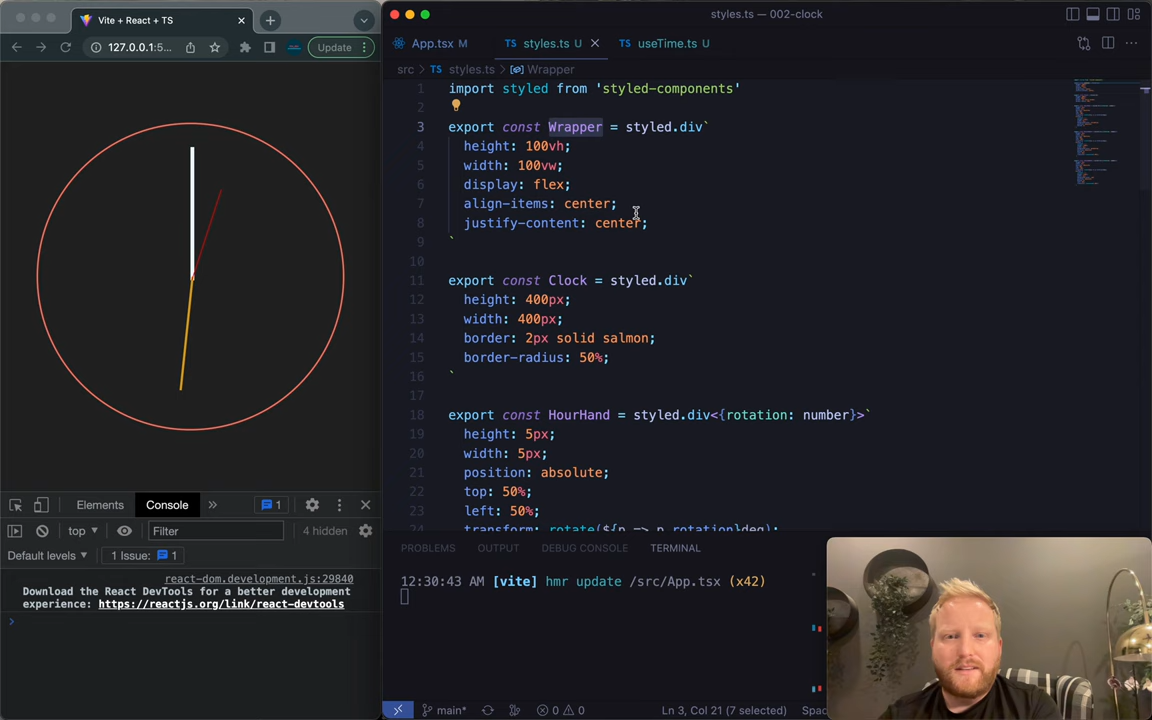 Vite + React + TS
127.0.0.1:5...
Update
Elements
Console
1
top
Filter
4 hidden
Default levels
1 Issue:
1
react-dom.development.js:29840
Download the React DevTools for a better development
experience: https://reactjs.org/link/react-devtools
styles.ts — 002-clock
App.tsx M
TS styles.ts U
TS useTime.ts U
src > TS styles.ts > Wrapper
1 import styled from 'styled-components'
2
3 export const Wrapper = styled.div`
4 height: 100vh;
5 width: 100vw;
6 display: flex;
7 align-items: center;
8 justify-content: center;
9 `
10
11 export const Clock = styled.div`
12 height: 400px;
13 width: 400px;
14 border: 2px solid salmon;
15 border-radius: 50%;
16 `
17
18 export const HourHand = styled.div<{rotation: number}>`
19 height: 5px;
20 width: 5px;
21 position: absolute;
22 top: 50%;
23 left: 50%;
24 transform: rotate(${p => p.rotation}deg);
PROBLEMS OUTPUT DEBUG CONSOLE TERMINAL
12:30:43 AM [vite] hmr update /src/App.tsx (x42)
main*
0 0
Ln 3, Col 21 (7 selected)